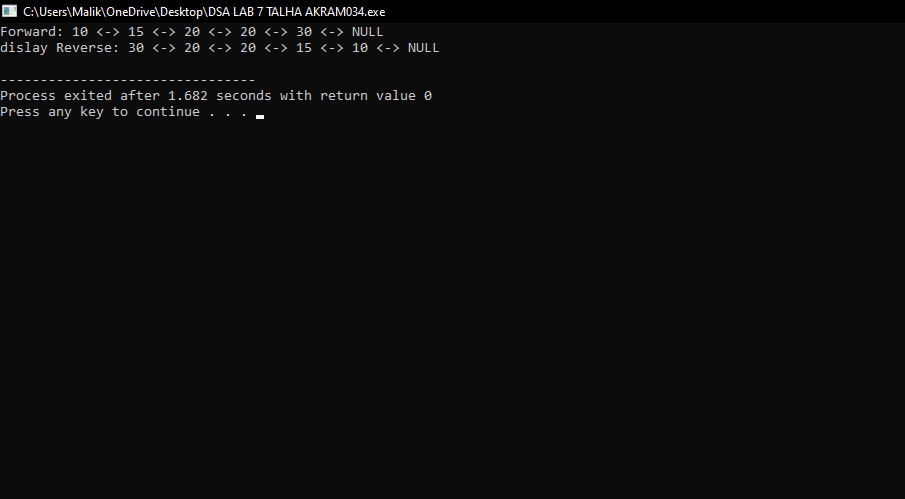 C:\Users\Malik\OneDrive\Desktop\DSA LAB 7 TALHA AKRAM034.exe
Forward: 10 <-> 15 <-> 20 <-> 20 <-> 30 <-> NULL
dislay Reverse: 30 <-> 20 <-> 20 <-> 15 <-> 10 <-> NULL
--------------------------------
Process exited after 1.682 seconds with return value 0
Press any key to continue . . .